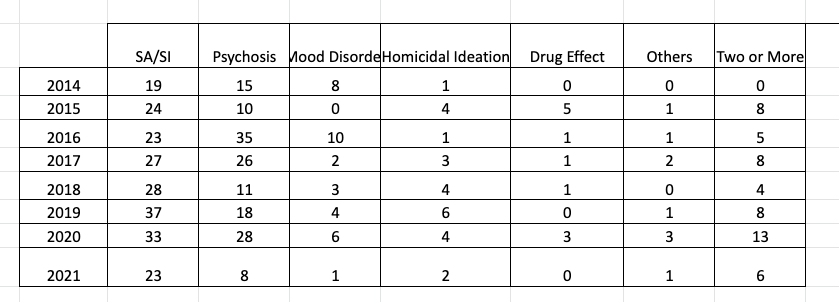 SA/SI Psychosis Mood Disorde Homicidal Ideation Drug Effect Others Two or More
2014 19 15 8 1 0 0 0
2015 24 10 0 4 5 1 8
2016 23 35 10 1 1 1 5
2017 27 26 2 3 1 2 8
2018 28 11 3 4 1 0 4
2019 37 18 4 6 0 1 8
2020 33 28 6 4 3 3 13
2021 23 8 1 2 0 1 6